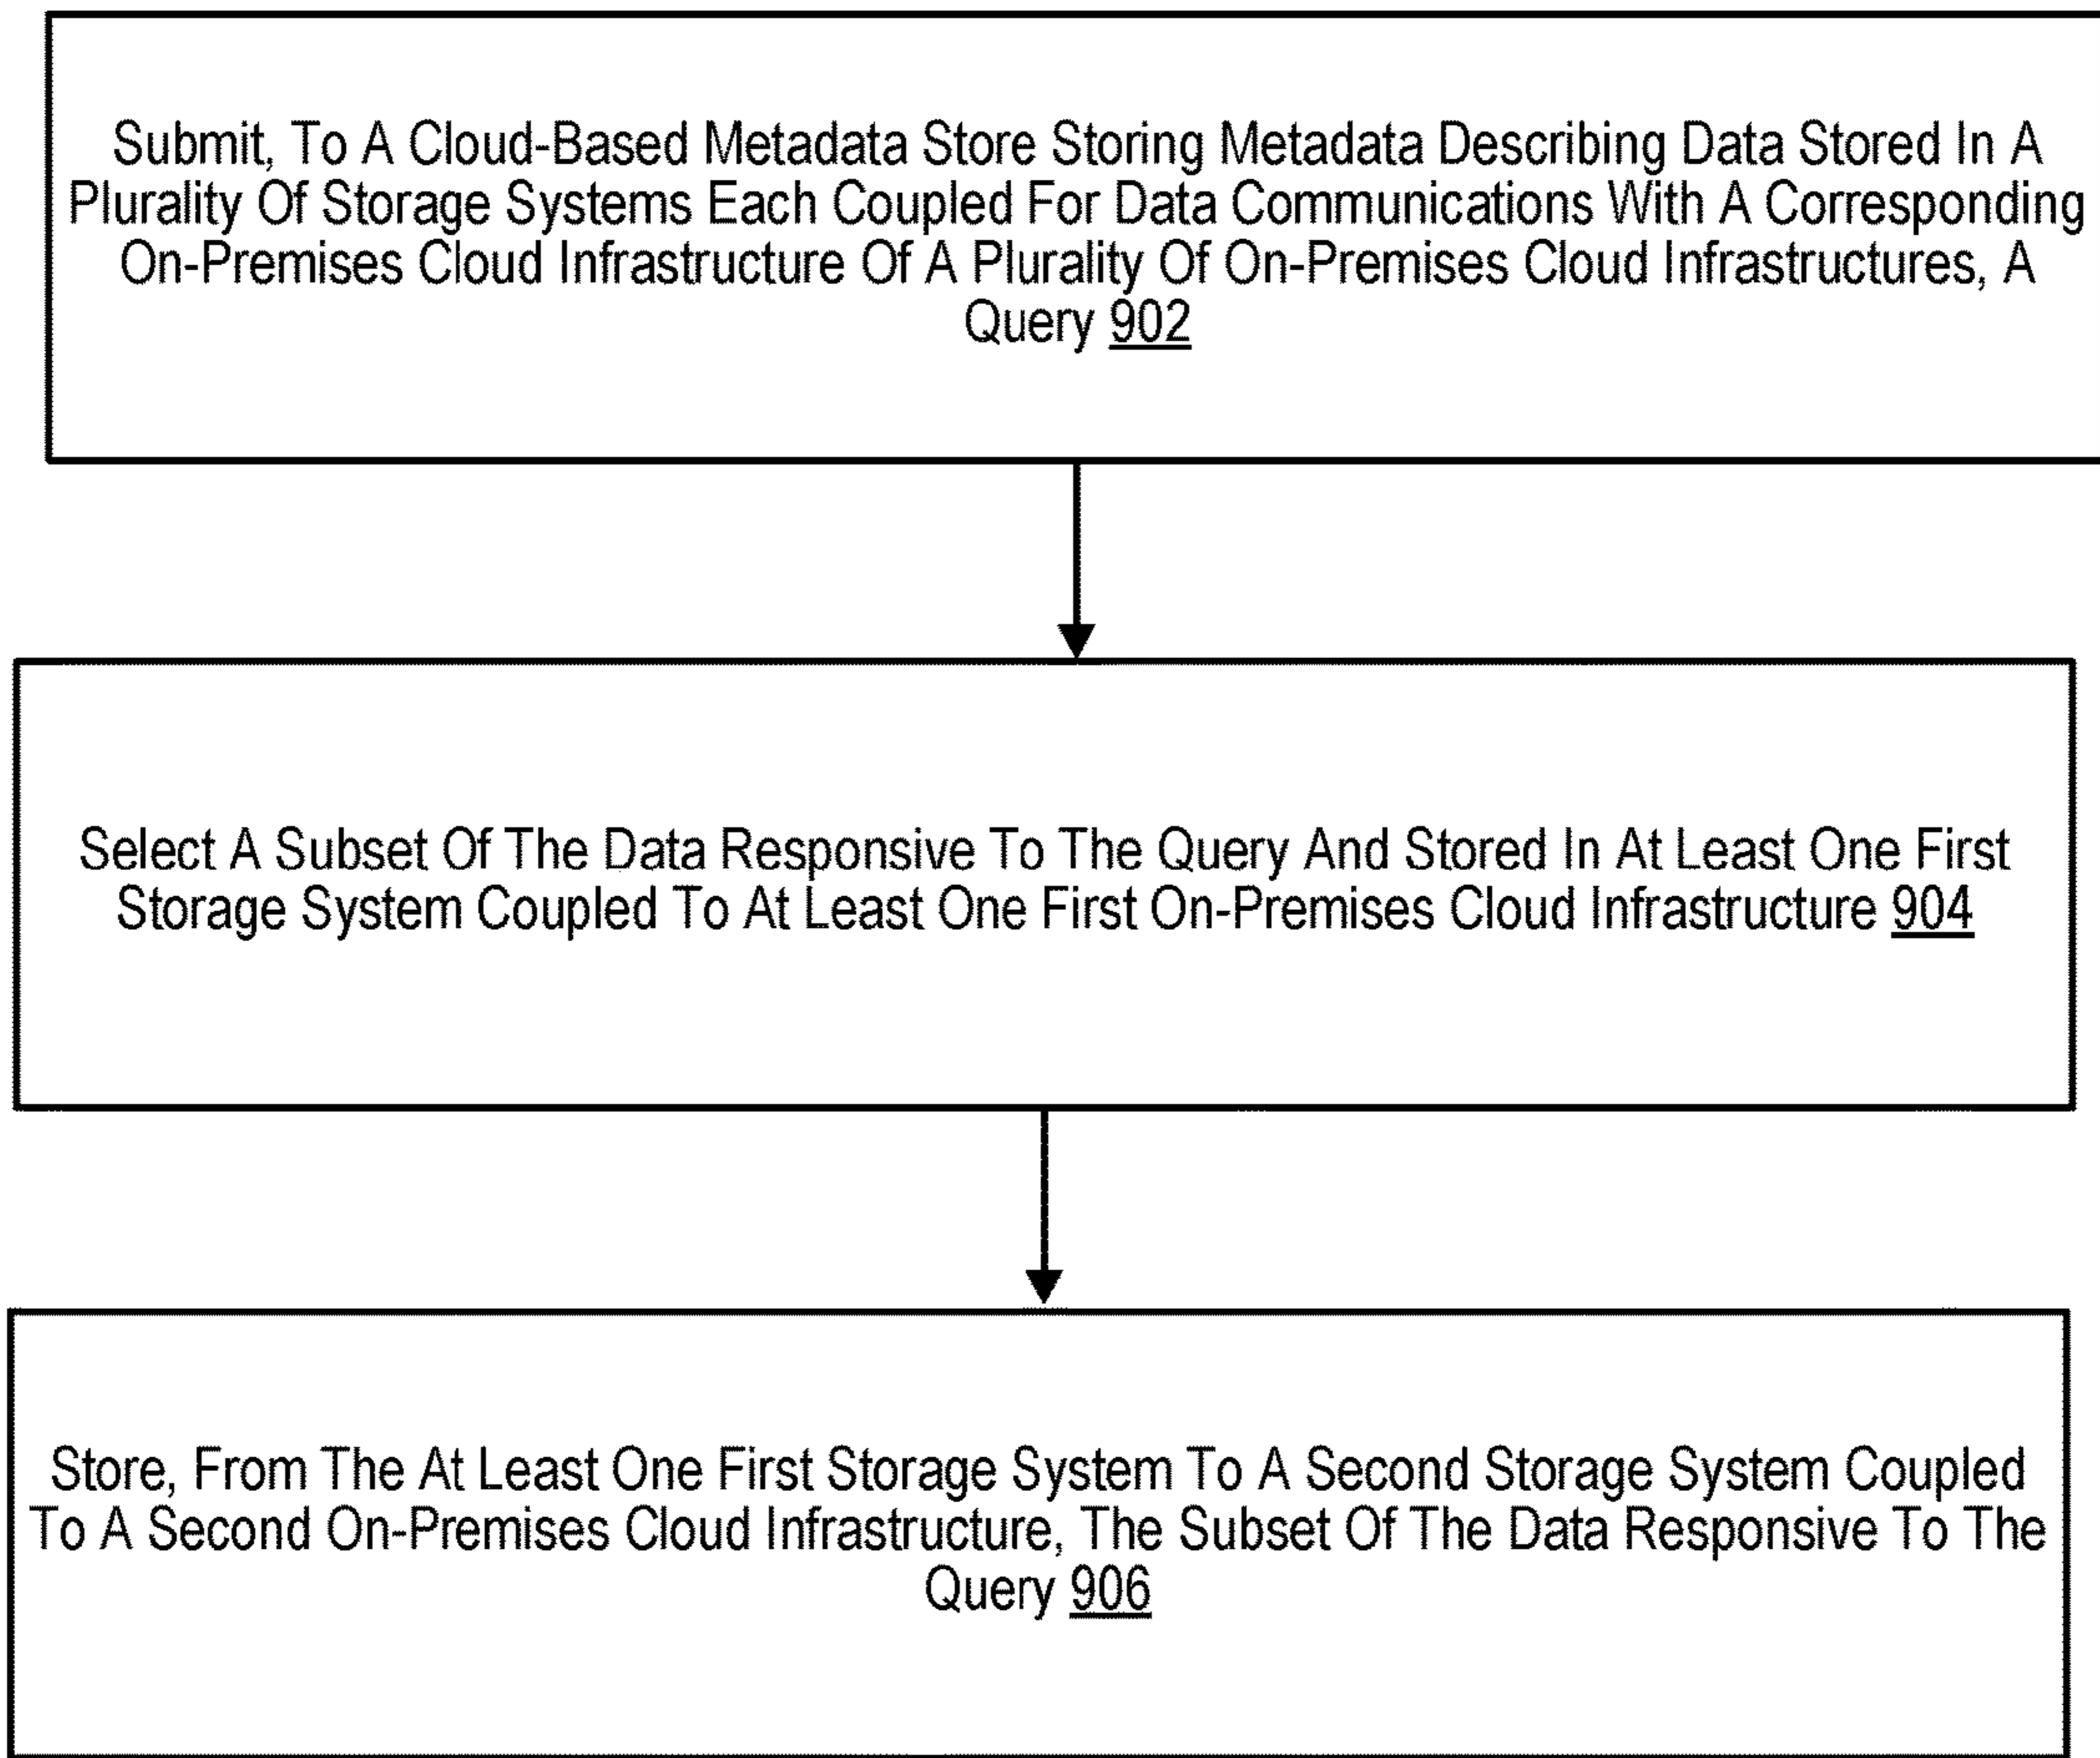 Submit, To A Cloud-Based Metadata Store Storing Metadata Describing Data Stored In A
Plurality Of Storage Systems Each Coupled For Data Communications With A Corresponding
On-Premises Cloud Infrastructure Of A Plurality Of On-Premises Cloud Infrastructures, A
Query 902
Select A Subset Of The Data Responsive To The Query And Stored In At Least One First
Storage System Coupled To At Least One First On-Premises Cloud Infrastructure 904
Store, From The At Least One First Storage System To A Second Storage System Coupled
To A Second On-Premises Cloud Infrastructure, The Subset Of The Data Responsive To The
Query 906